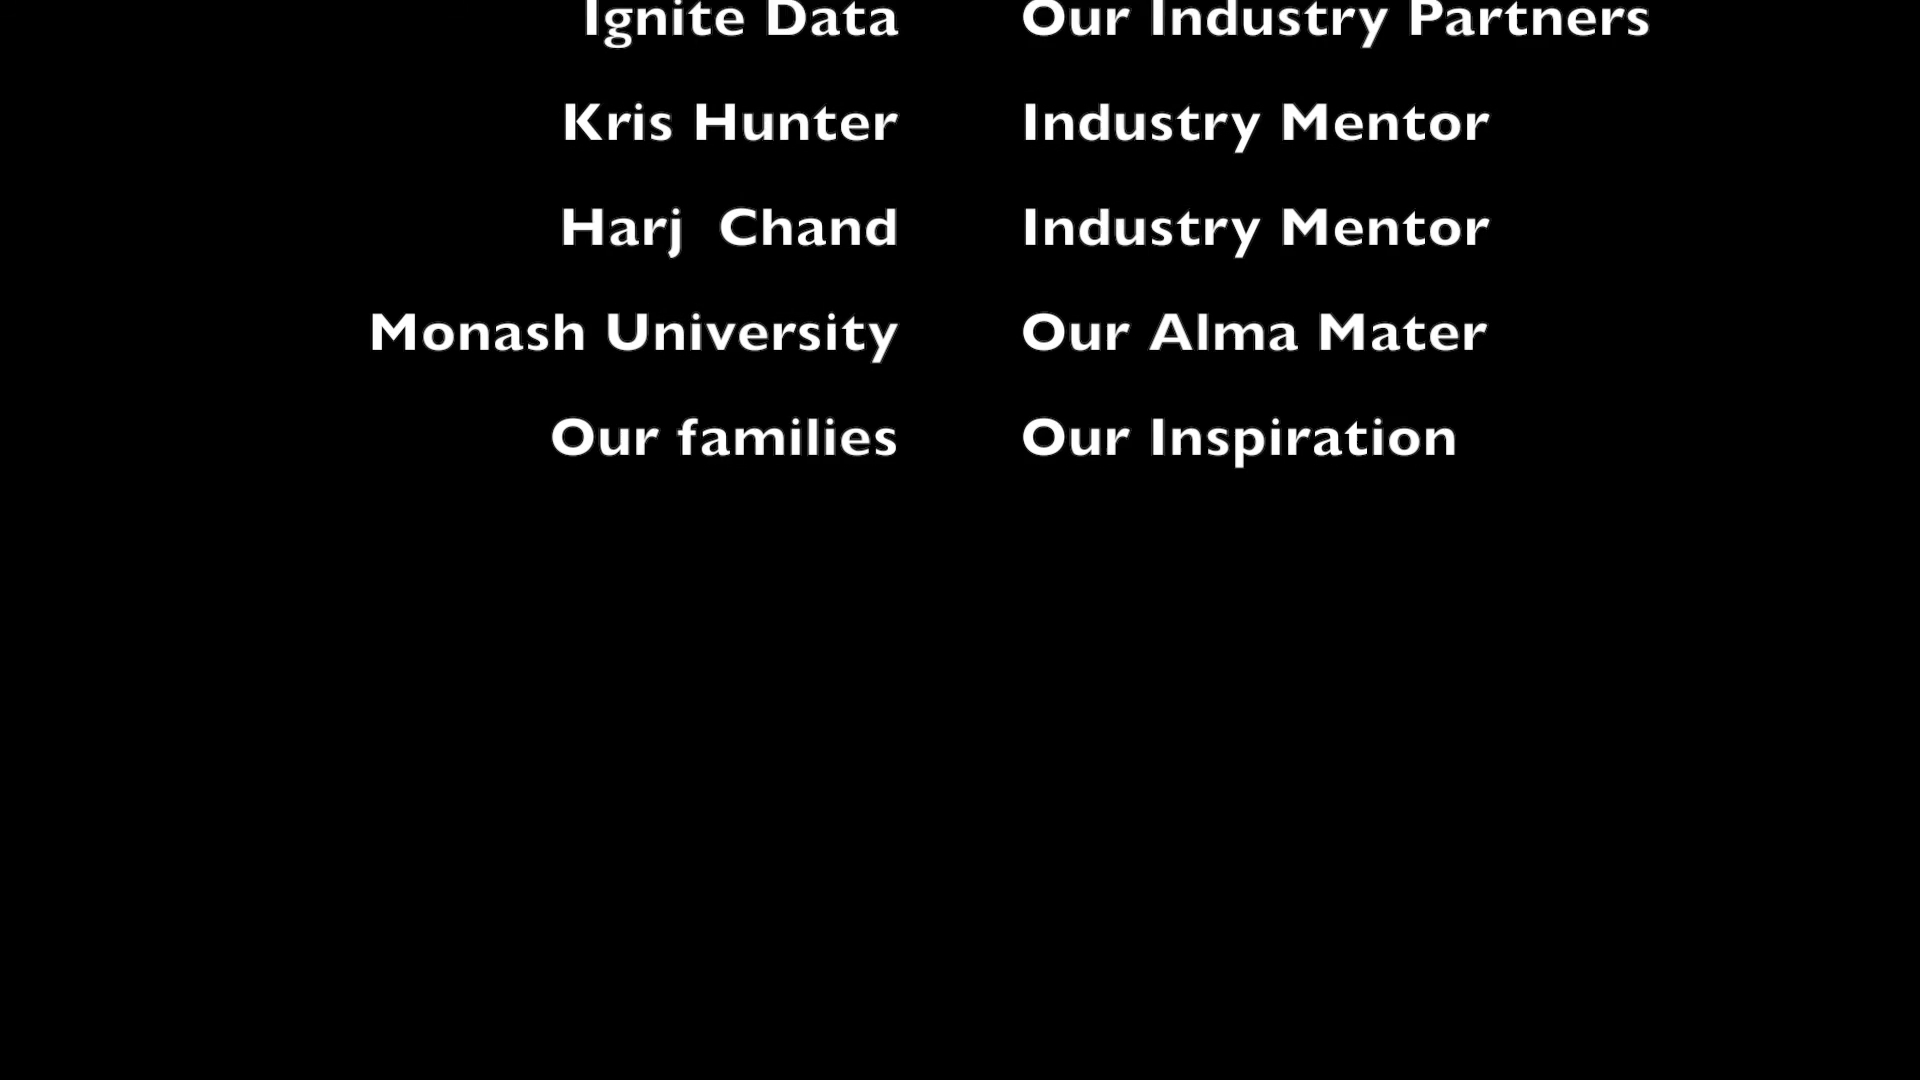 Ignite Data Our Industry Partners
Kris Hunter Industry Mentor
Harj  Chand Industry Mentor
Monash University Our Alma Mater
Our families Our Inspiration